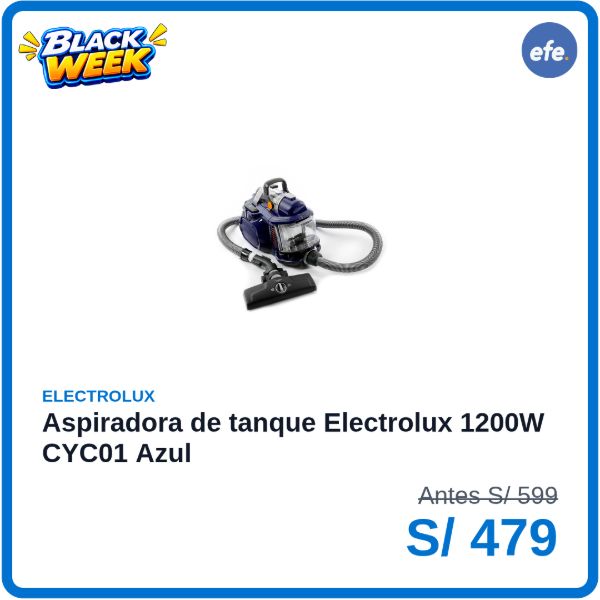 BLACK
WEEK
efe.
ELECTROLUX
Aspiradora de tanque Electrolux 1200W
CYC01 Azul
Antes S/ 599
S/ 479